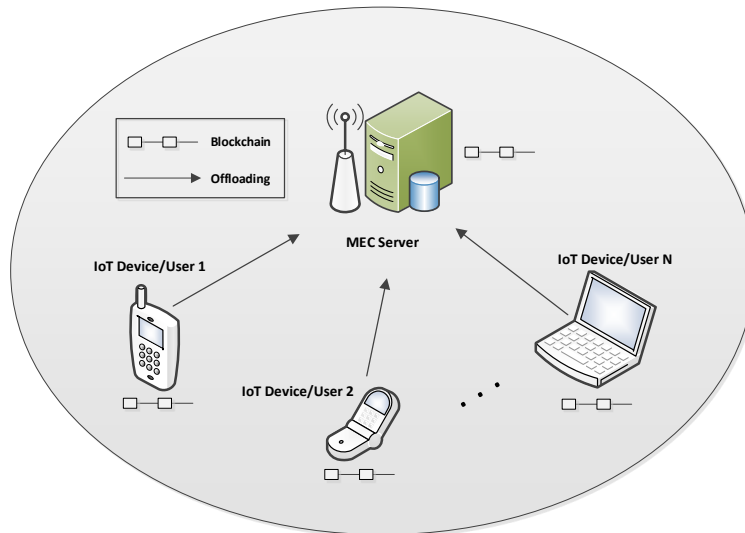 Blockchain
Offloading
MEC Server
IoT Device/User 1
IoT Device/User N
IoT Device/User 2